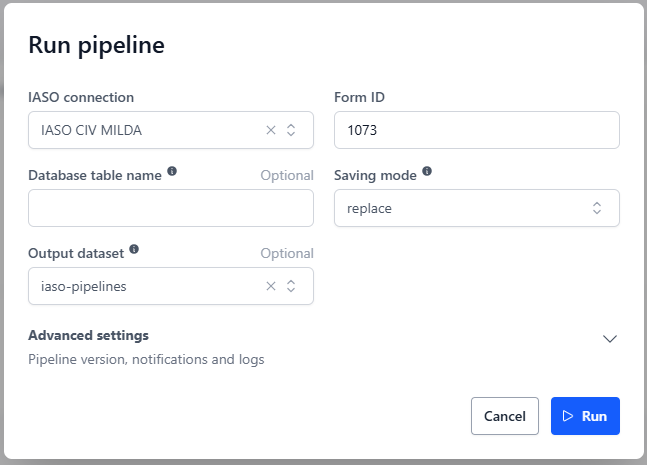 Run pipeline
IASO connection
Form ID
IASO CIV MILDA
1073
Database table name
Optional
Saving mode
replace
Output dataset
Optional
iaso-pipelines
Advanced settings
Pipeline version, notifications and logs
Cancel
Run